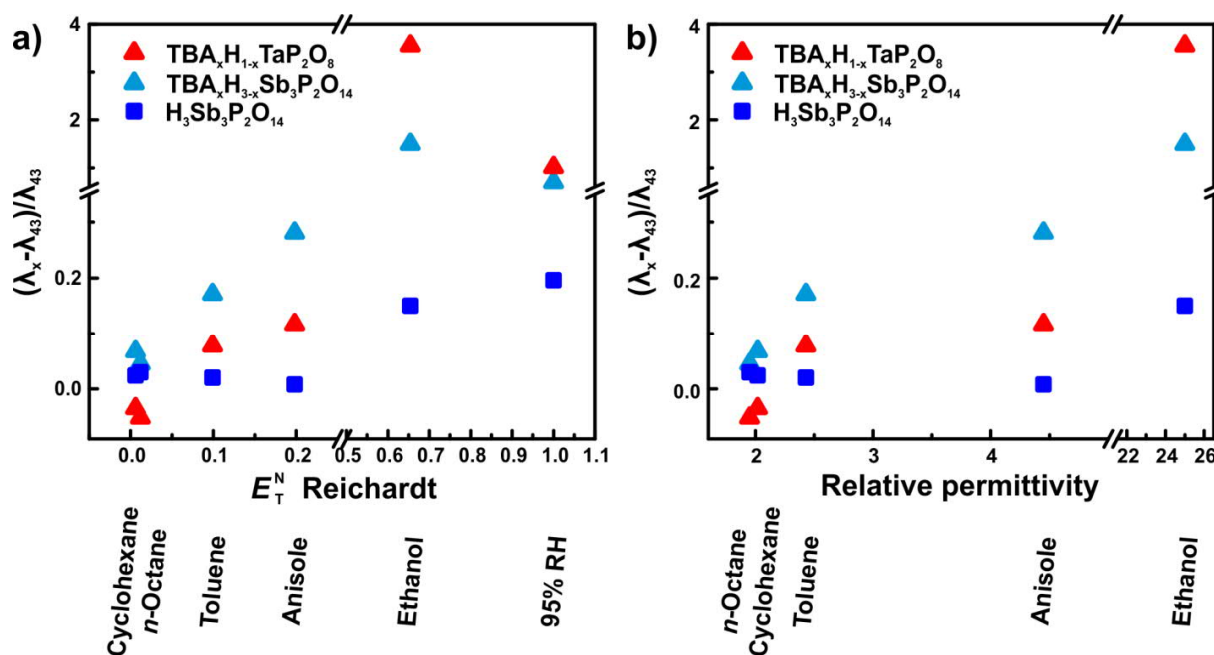 a)
TBAₓH₁₋ₓTaP₂O₈
TBAₓH₃₋ₓSb₃P₂O₁₄
H₃Sb₃P₂O₁₄
4
2
0.2
0.0
(λₓ-λ₄₃)/λ₄₃
0.0 0.1 0.2 0.5 0.6 0.7 0.8 0.9 1.0 1.1
E_T^N Reichardt
Cyclohexane
n-Octane
Toluene
Anisole
Ethanol
95% RH
b)
TBAₓH₁₋ₓTaP₂O₈
TBAₓH₃₋ₓSb₃P₂O₁₄
H₃Sb₃P₂O₁₄
4
2
0.2
0.0
(λₓ-λ₄₃)/λ₄₃
2 3 4 22 24 26
Relative permittivity
n-Octane
Cyclohexane
Toluene
Anisole
Ethanol